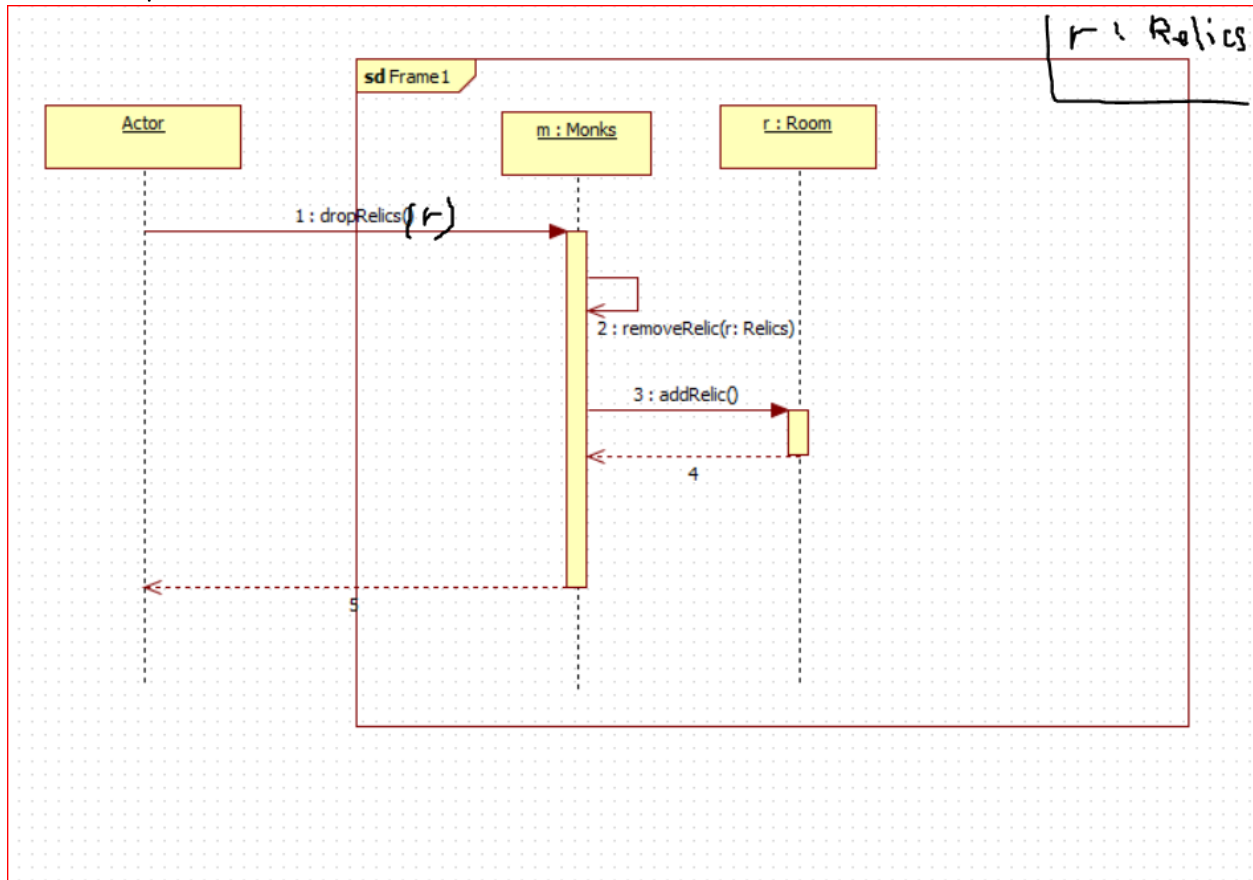 r : Relics
sd Frame1
Actor
m : Monks
r : Room
1 : dropRelics() (r)
2 : removeRelic(r: Relics)
3 : addRelic()
4
5